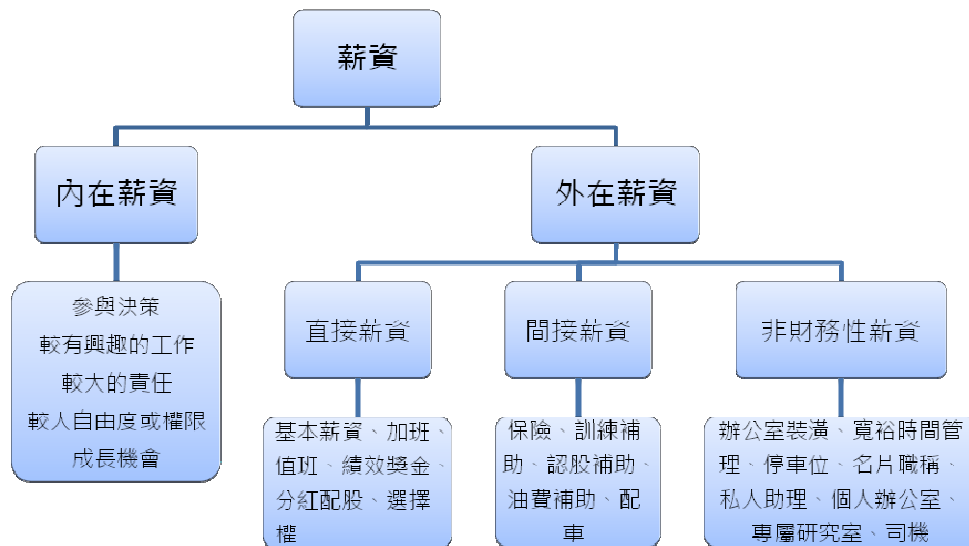 薪資
內在薪資
外在薪資
參與決策
較有興趣的工作
較大的責任
較人自由度或權限
成長機會
直接薪資
間接薪資
非財務性薪資
基本薪資、加班、
值班、績效獎金、
分紅配股、選擇
權
保險、訓練補
助、認股補助、
油費補助、配
車
辦公室裝潢、寬裕時間管
理、停車位、名片職稱、
私人助理、個人辦公室、
專屬研究室、司機